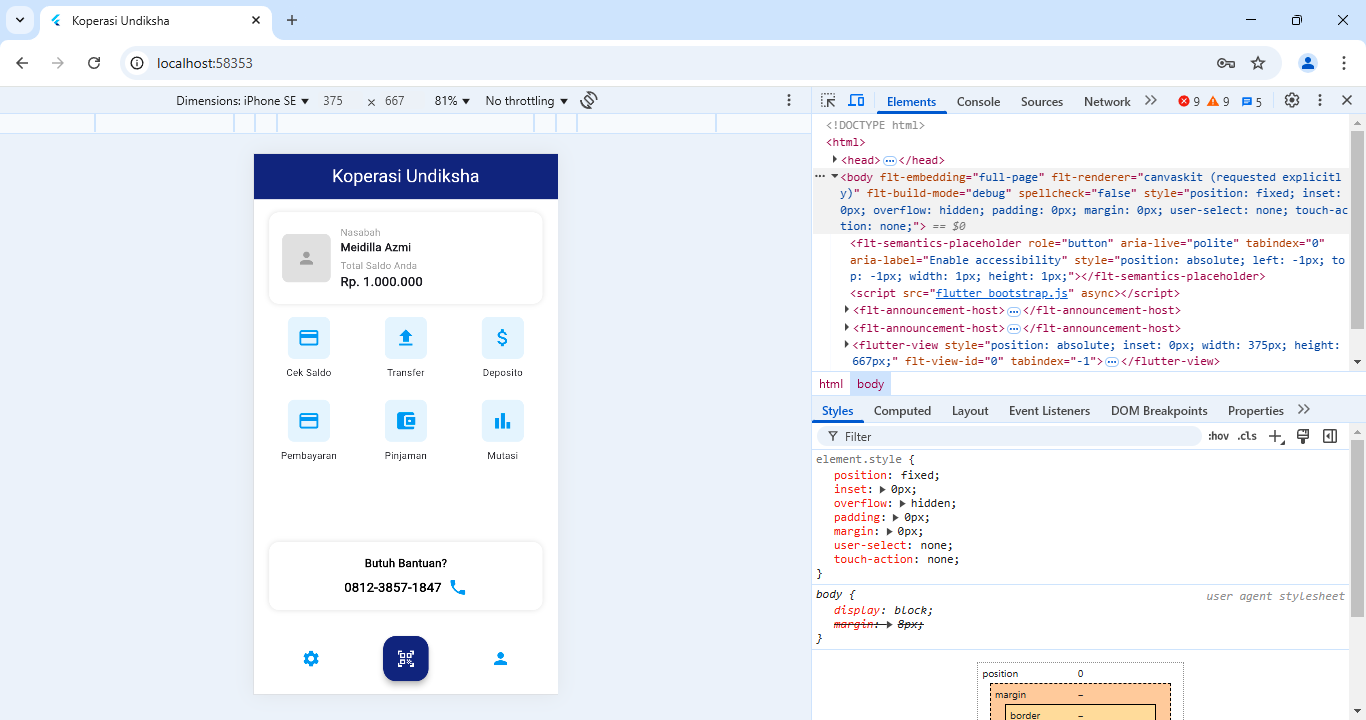 Koperasi Undiksha
localhost:58353
Dimensions: iPhone SE 375 × 667 81% No throttling
Koperasi Undiksha
Nasabah
Meidilla Azmi
Total Saldo Anda
Rp. 1.000.000
Cek Saldo Transfer Deposito
Pembayaran Pinjaman Mutasi
Butuh Bantuan?
0812-3857-1847
Elements Console Sources Network 9 9 5
<!DOCTYPE html>
<html>
<head> … </head>
<body flt-embedding="full-page" flt-renderer="canvaskit (requested explicitl
y)" flt-build-mode="debug" spellcheck="false" style="position: fixed; inset:
0px; overflow: hidden; padding: 0px; margin: 0px; user-select: none; touch-ac
tion: none;"> == $0
<flt-semantics-placeholder role="button" aria-live="polite" tabindex="0"
aria-label="Enable accessibility" style="position: absolute; left: -1px; to
p: -1px; width: 1px; height: 1px;"></flt-semantics-placeholder>
<script src="flutter_bootstrap.js" async></script>
<flt-announcement-host> … </flt-announcement-host>
<flt-announcement-host> … </flt-announcement-host>
<flutter-view style="position: absolute; inset: 0px; width: 375px; height:
667px;" flt-view-id="0" tabindex="-1"> … </flutter-view>
html body
Styles Computed Layout Event Listeners DOM Breakpoints Properties
Filter :hov .cls
element.style {
position: fixed;
inset: 0px;
overflow: hidden;
padding: 0px;
margin: 0px;
user-select: none;
touch-action: none;
}
body { user agent stylesheet
display: block;
margin: 8px;
}
position 0
margin –
border –